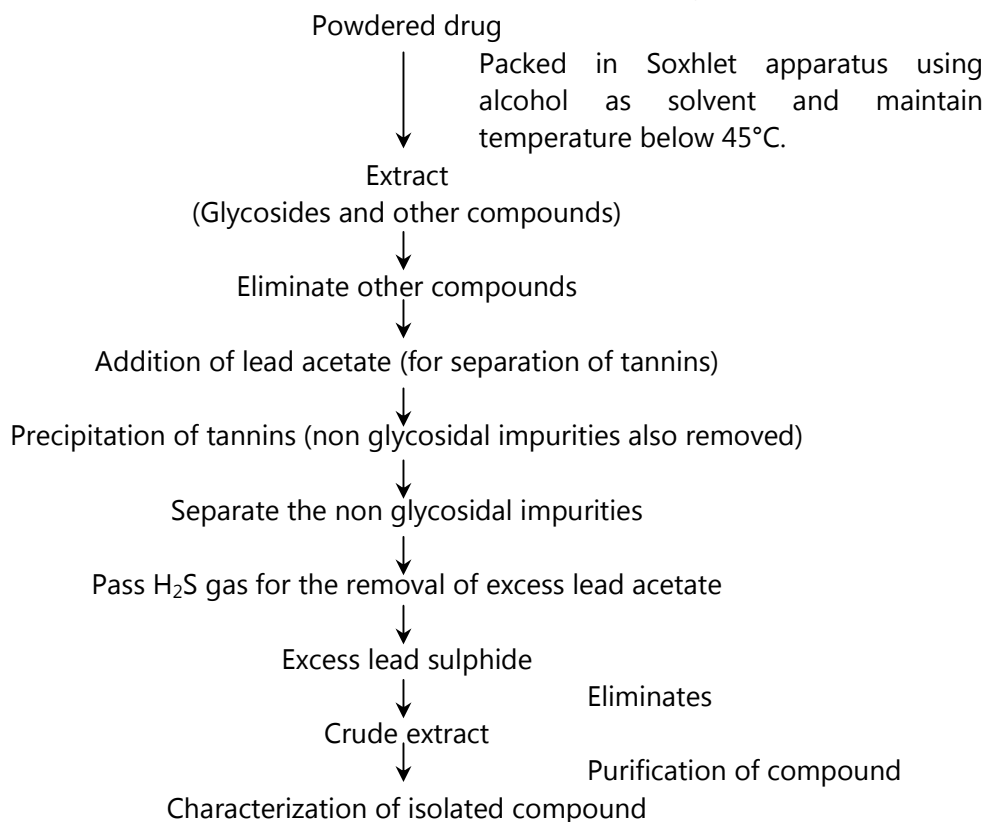 Powdered drug
Packed in Soxhlet apparatus using
alcohol as solvent and maintain
temperature below 45°C.
Extract
(Glycosides and other compounds)
Eliminate other compounds
Addition of lead acetate (for separation of tannins)
Precipitation of tannins (non glycosidal impurities also removed)
Separate the non glycosidal impurities
Pass H₂S gas for the removal of excess lead acetate
Excess lead sulphide
Eliminates
Crude extract
Purification of compound
Characterization of isolated compound